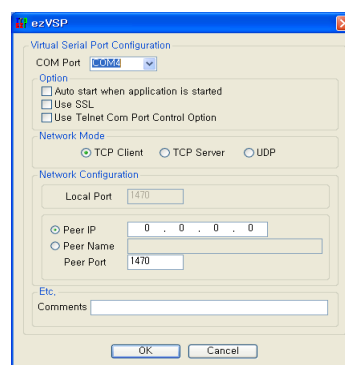 ezVSP
Virtual Serial Port Configuration
COM Port COM4
Option
Auto start when application is started
Use SSL
Use Telnet Com Port Control Option
Network Mode
TCP Client TCP Server UDP
Network Configuration
Local Port 1470
Peer IP 0 . 0 . 0 . 0
Peer Name
Peer Port 1470
Etc,
Comments
OK Cancel